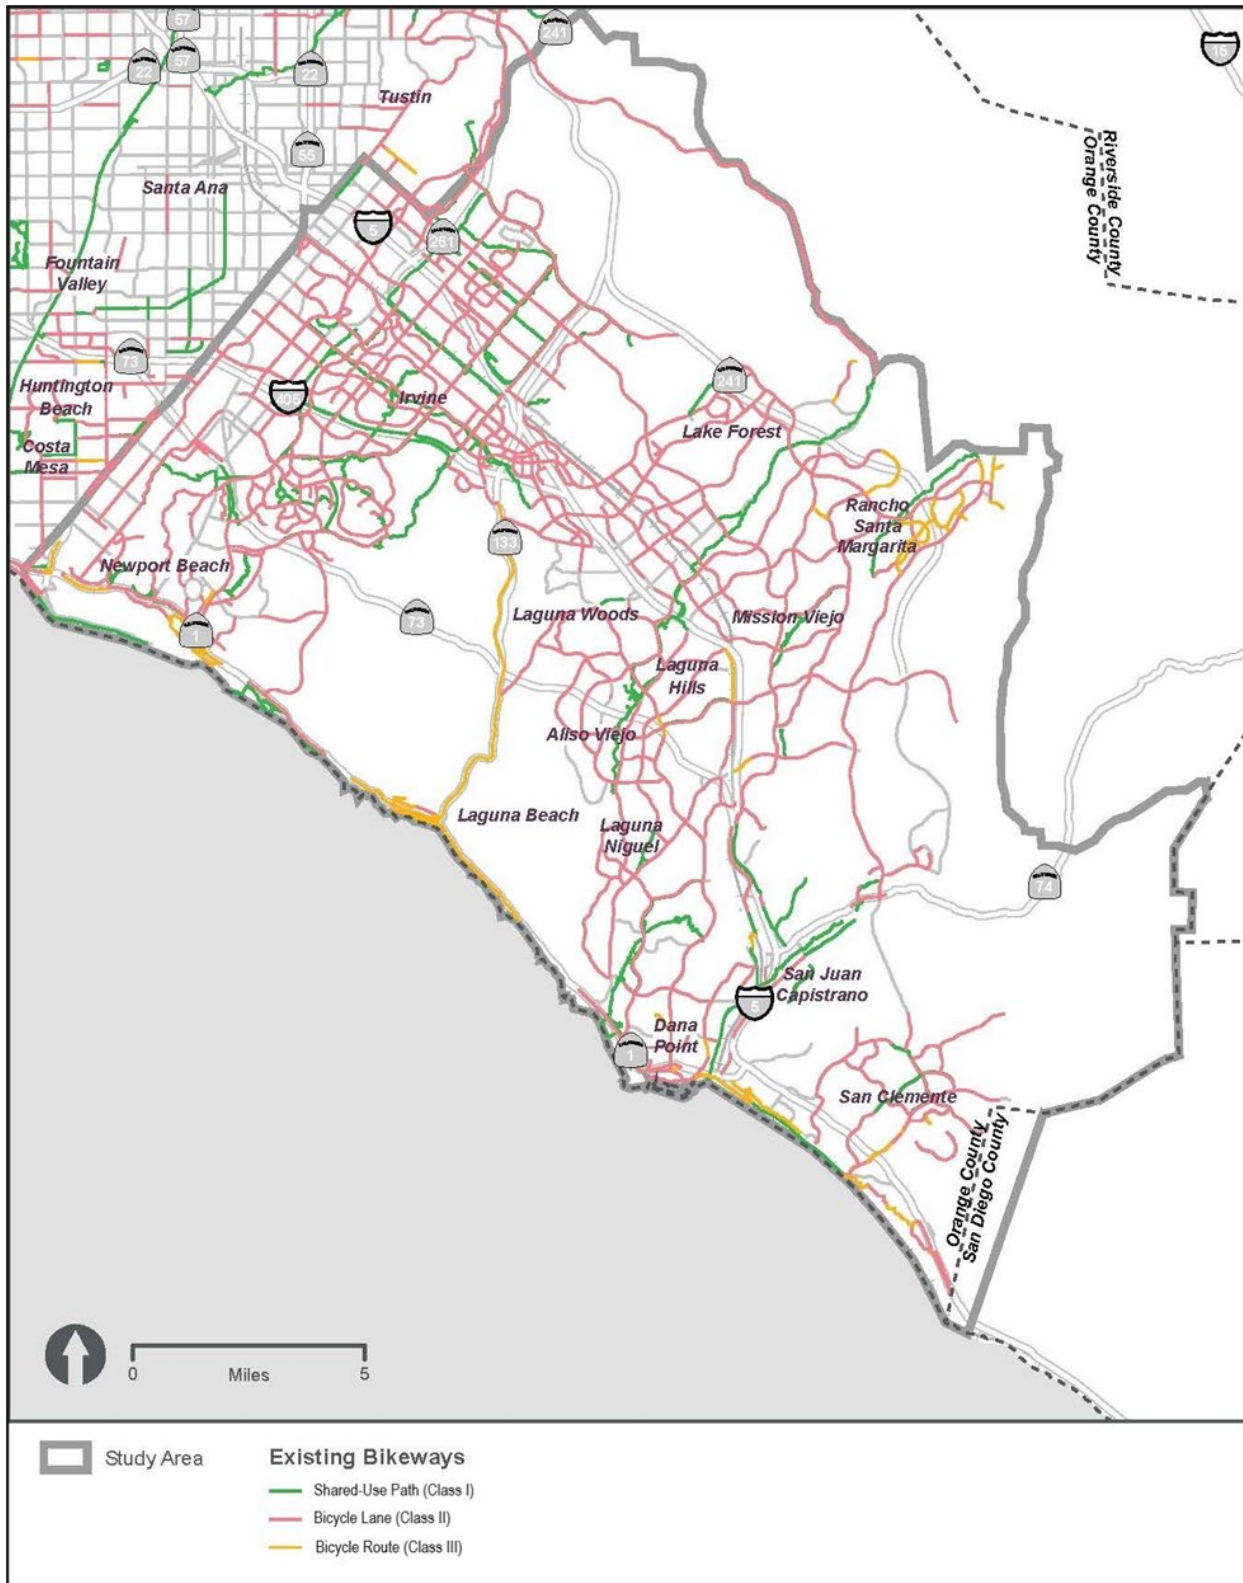 57
241
15
22
57
22
Tustin
55
Riverside County
Orange County
Santa Ana
5
261
Fountain
Valley
73
Huntington
Beach
405
Irvine
241
Lake Forest
Costa
Mesa
Rancho
Santa
Margarita
133
Newport Beach
1
73
Laguna Woods
Mission Viejo
Laguna
Hills
Aliso Viejo
Laguna Beach
Laguna
Niguel
74
San Juan
Capistrano
5
Dana
Point
1
San Clemente
Orange County
San Diego County
0
Miles
5
Study Area
Existing Bikeways
Shared-Use Path (Class I)
Bicycle Lane (Class II)
Bicycle Route (Class III)